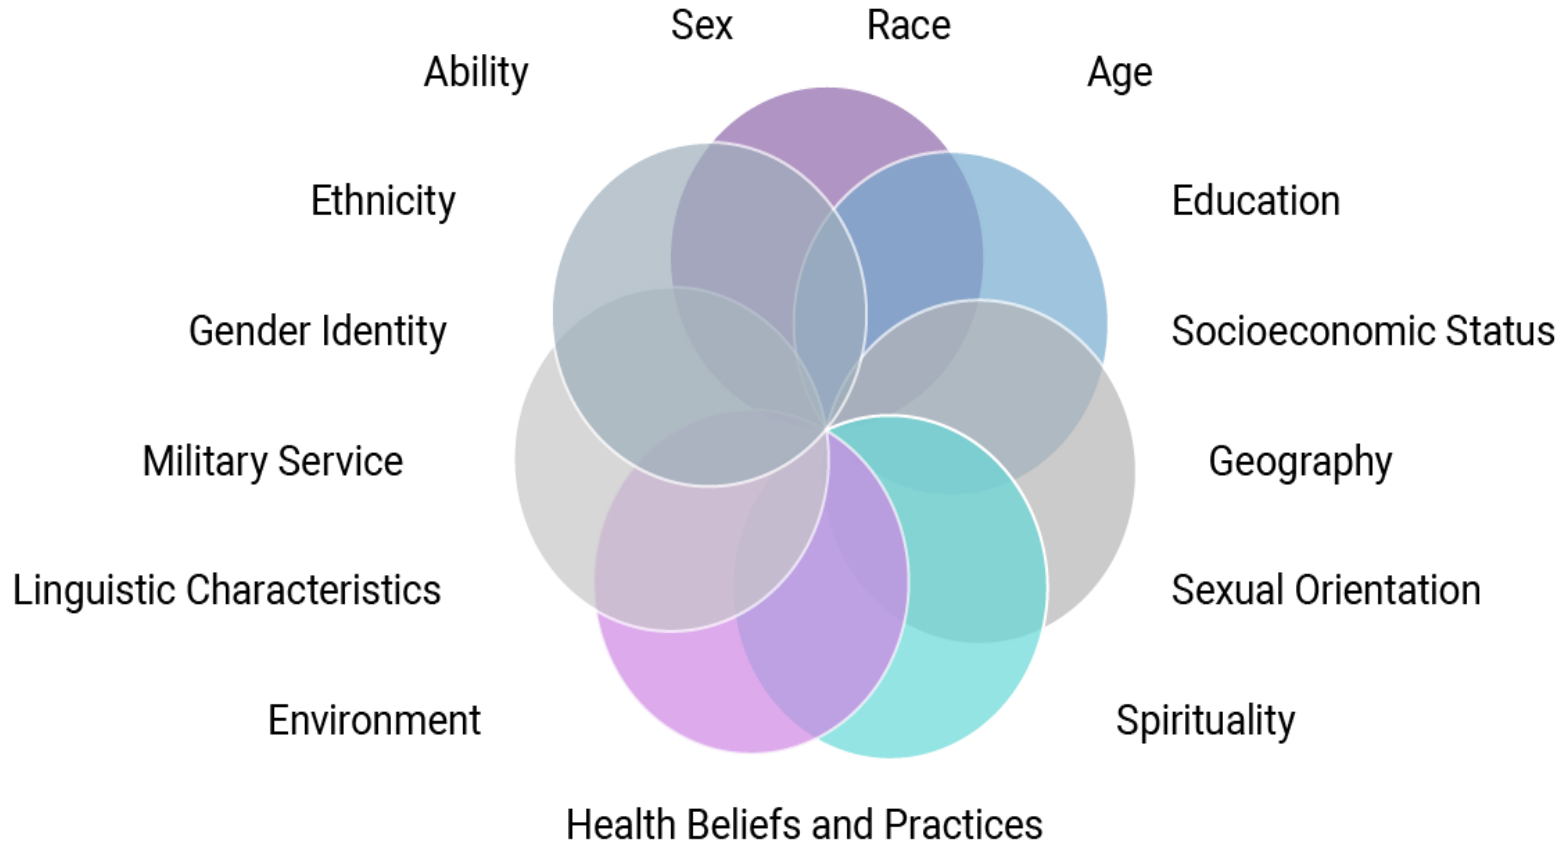 Sex
Race
Ability
Age
Ethnicity
Education
Gender Identity
Socioeconomic Status
Military Service
Geography
Linguistic Characteristics
Sexual Orientation
Environment
Spirituality
Health Beliefs and Practices